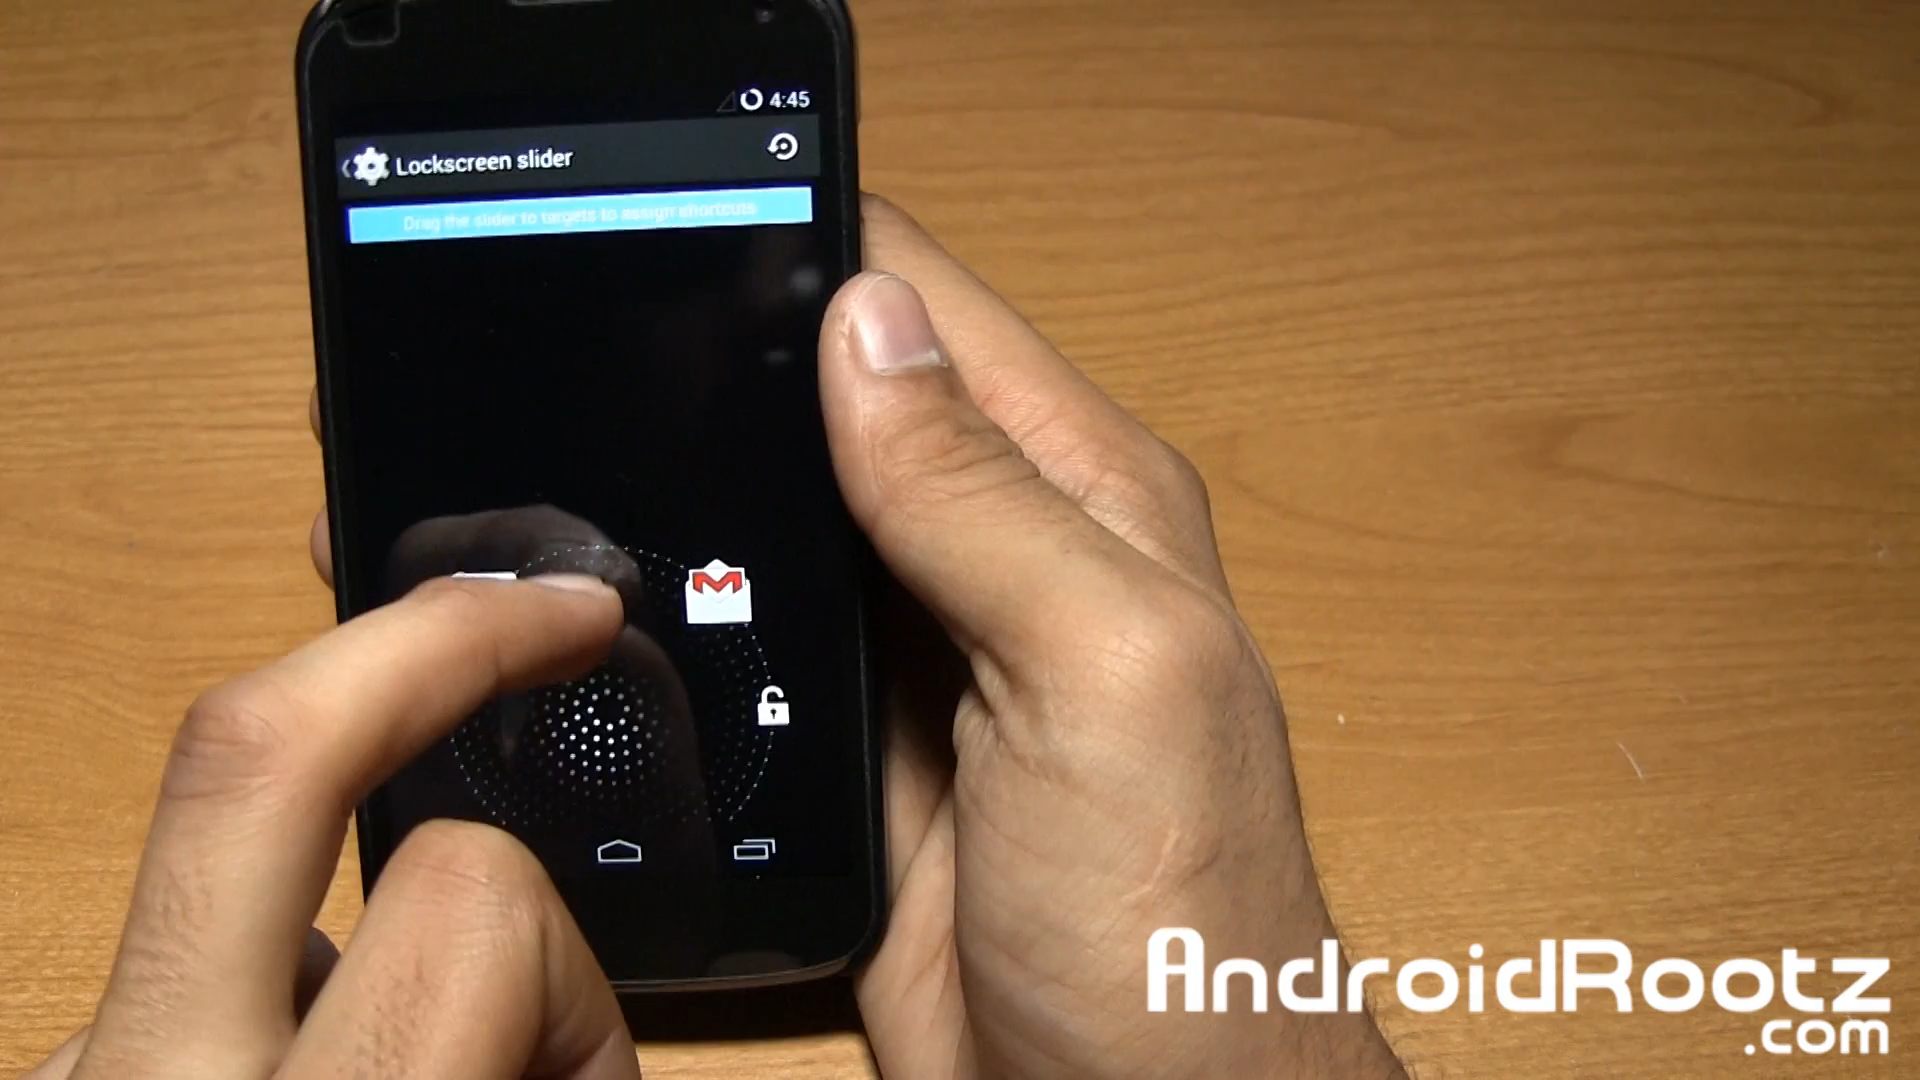 4:45
Lockscreen slider
Drag the slider to targets to assign shortcuts
AndroidRootz
.com